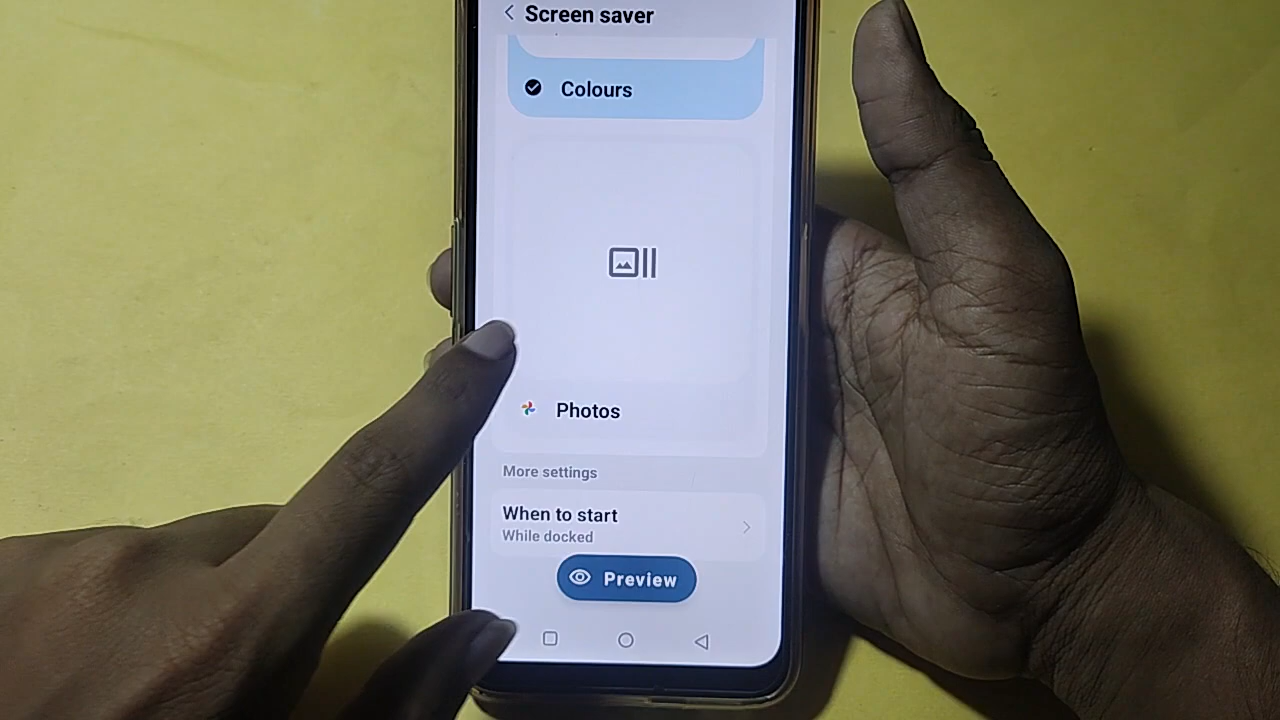 Screen saver
Colours
Photos
More settings
When to start
While docked
Preview